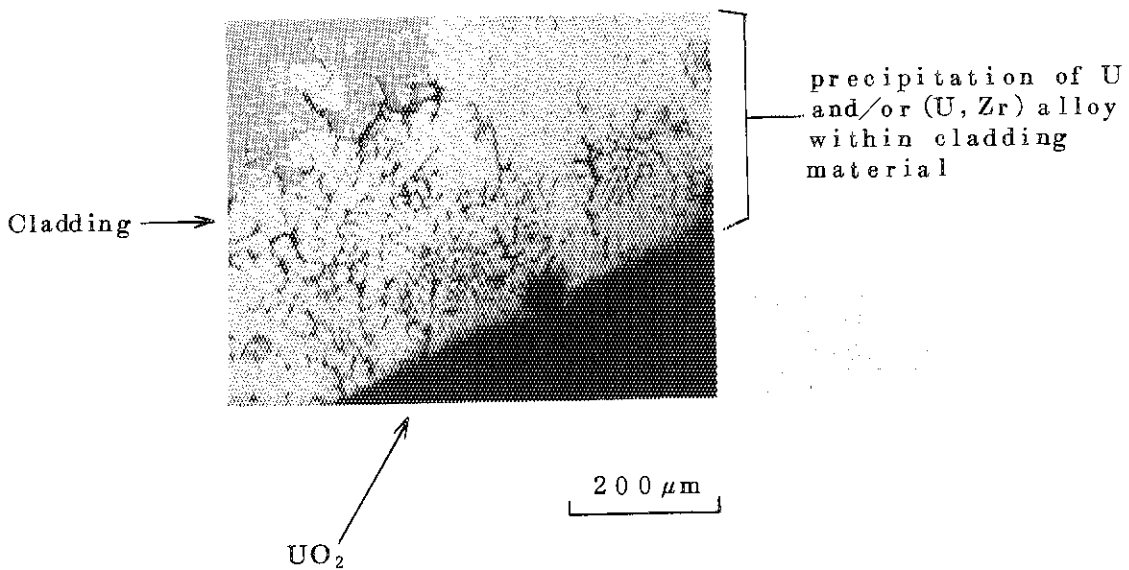 precipitation of U
and/or (U, Zr) alloy
within cladding
material
Cladding
200 μm
UO₂